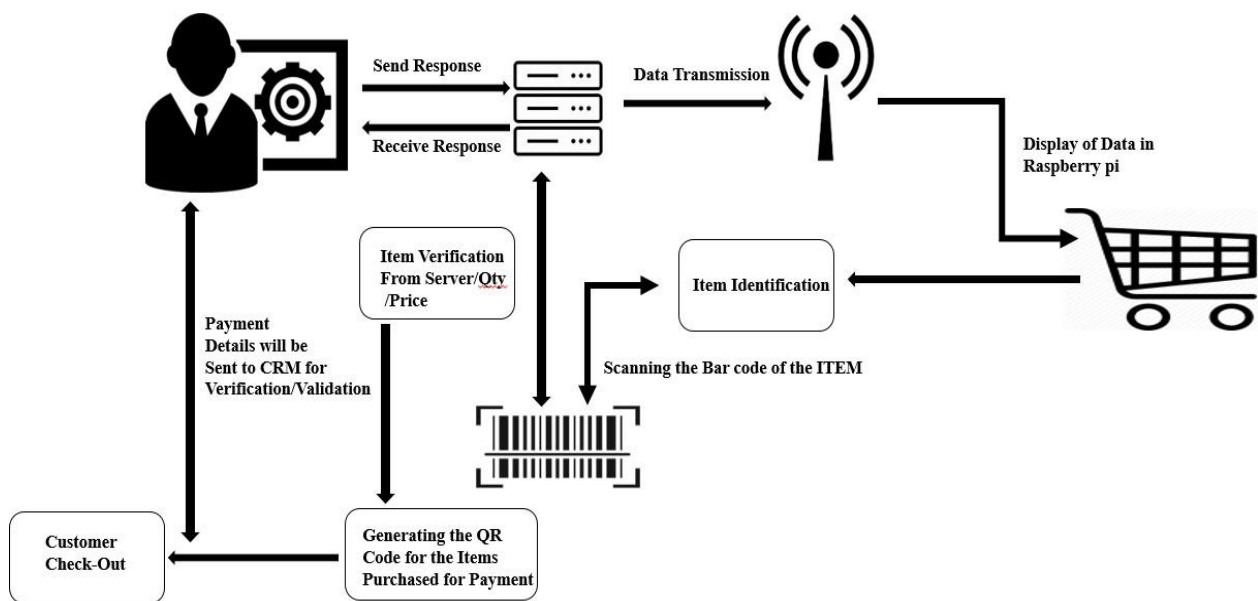 Send Response
Receive Response
Data Transmission
Display of Data in
Raspberry pi
Item Verification
From Server/Qty
/Price
Item Identification
Payment
Details will be
Sent to CRM for
Verification/Validation
Scanning the Bar code of the ITEM
Customer
Check-Out
Generating the QR
Code for the Items
Purchased for Payment